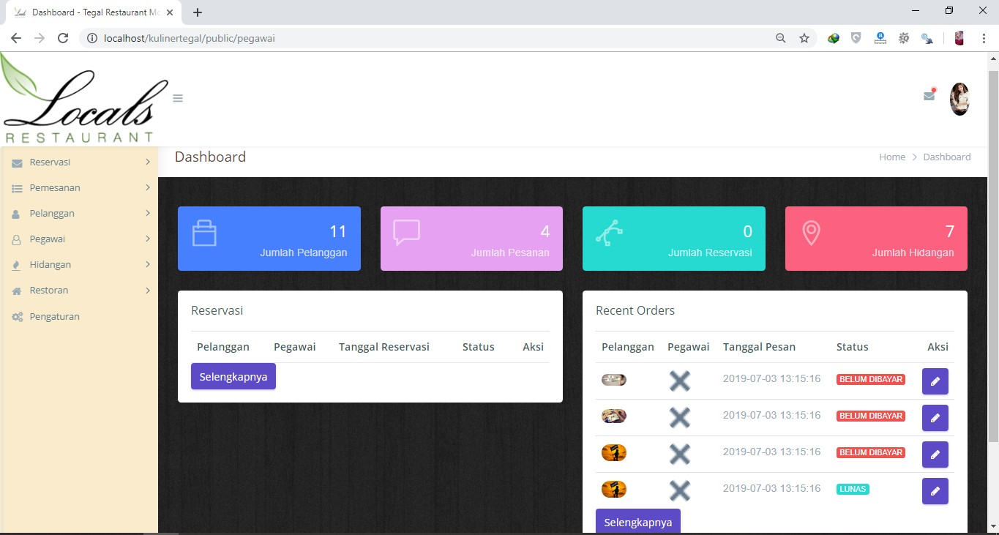 Dashboard - Tegal Restaurant Mo
localhost/kulinertegal/public/pegawai
Locals
RESTAURANT
Dashboard
Home > Dashboard
Reservasi
Pemesanan
Pelanggan
Pegawai
Hidangan
Restoran
Pengaturan
11
Jumlah Pelanggan
4
Jumlah Pesanan
0
Jumlah Reservasi
7
Jumlah Hidangan
Reservasi
Pelanggan Pegawai Tanggal Reservasi Status Aksi
Selengkapnya
Recent Orders
Pelanggan Pegawai Tanggal Pesan Status Aksi
2019-07-03 13:15:16 BELUM DIBAYAR
2019-07-03 13:15:16 BELUM DIBAYAR
2019-07-03 13:15:16 BELUM DIBAYAR
2019-07-03 13:15:16 LUNAS
Selengkapnya